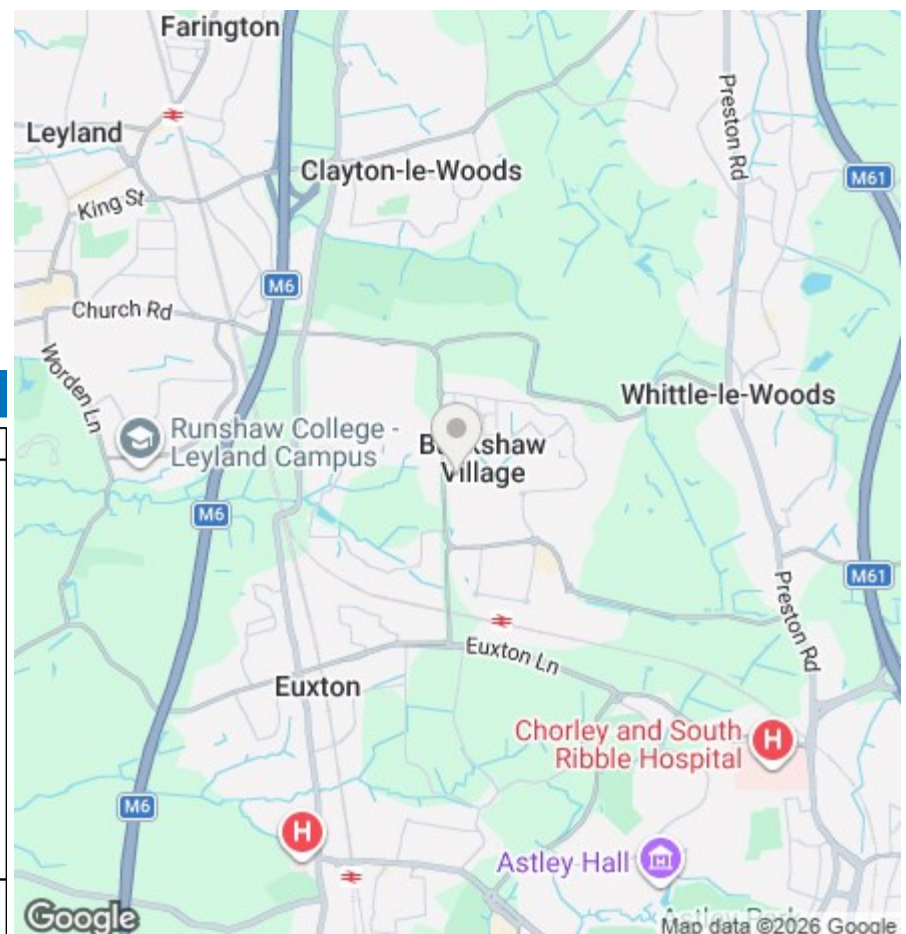 Farington
Leyland
King St
Clayton-le-Woods
Preston Rd
M61
M6
Church Rd
Worden Ln
Whittle-le-Woods
Runshaw College -
Leyland Campus
Village
M6
M61
Preston Rd
Euxton Ln
Euxton
Chorley and South
Ribble Hospital
H
M6
H
Astley Hall
Astley Park
Google
Map data ©2026 Google